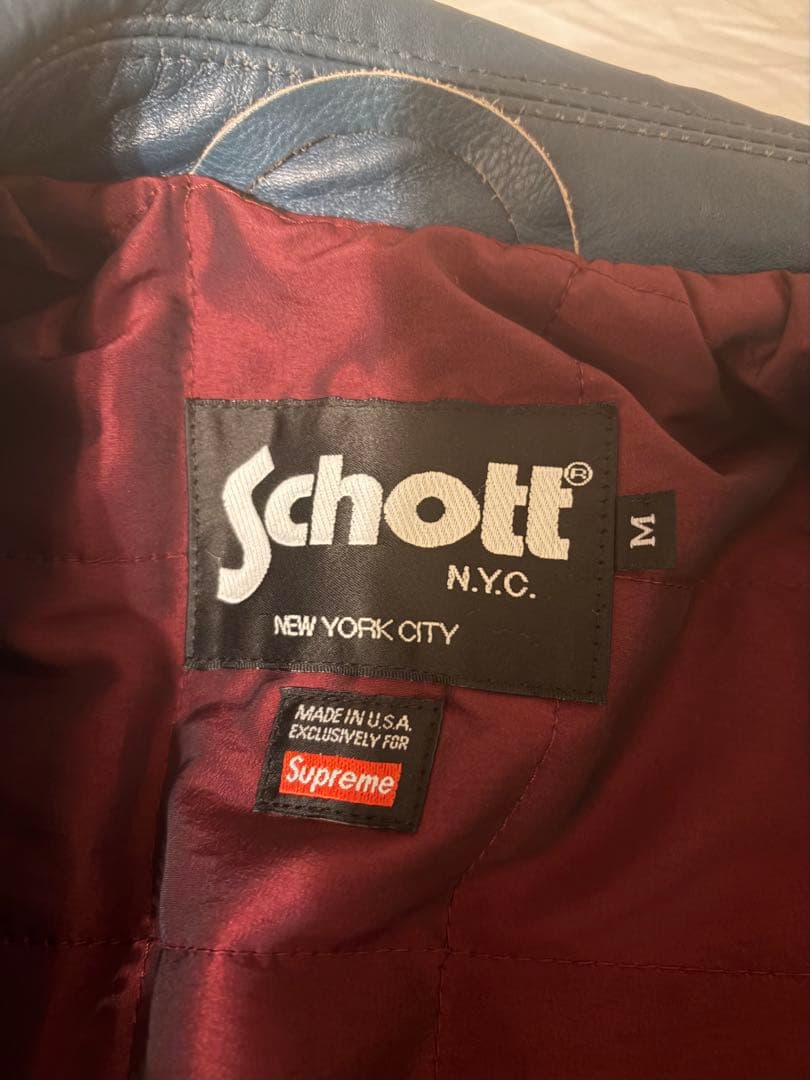 Schott®
N.Y.C.
NEW YORK CITY
M
MADE IN U.S.A.
EXCLUSIVELY FOR
Supreme